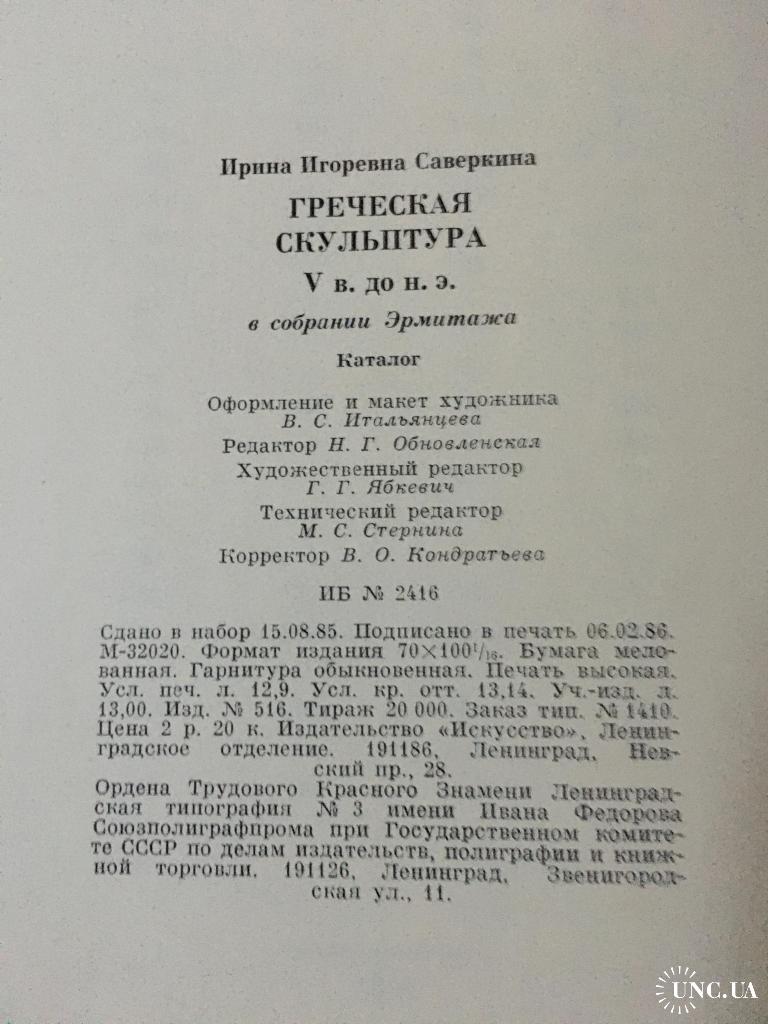 Ирина Игоревна Саверкина
ГРЕЧЕСКАЯ
СКУЛЬПТУРА
V в. до н. э.
в собрании Эрмитажа
Каталог
Оформление и макет художника
В. С. Итальянцева
Редактор Н. Г. Обновленская
Художественный редактор
Г. Г. Ябкевич
Технический редактор
М. С. Стернина
Корректор В. О. Кондратьева
ИБ № 2416
Сдано в набор 15.08.85. Подписано в печать 06.02.86.
М-32020. Формат издания 70×100¹/₁₆. Бумага мело-
ванная. Гарнитура обыкновенная. Печать высокая.
Усл. печ. л. 12,9. Усл. кр. отт. 13,14. Уч.-изд. л.
13,00. Изд. № 516. Тираж 20 000. Заказ тип. № 1410.
Цена 2 р. 20 к. Издательство «Искусство», Ленин-
градское отделение. 191186, Ленинград, Нев-
ский пр., 28.
Ордена Трудового Красного Знамени Ленинград-
ская типография № 3 имени Ивана Федорова
Союзполиграфпрома при Государственном комите-
те СССР по делам издательств, полиграфии и книж-
ной торговли. 191126, Ленинград, Звенигород-
ская ул., 11.
UNC.UA